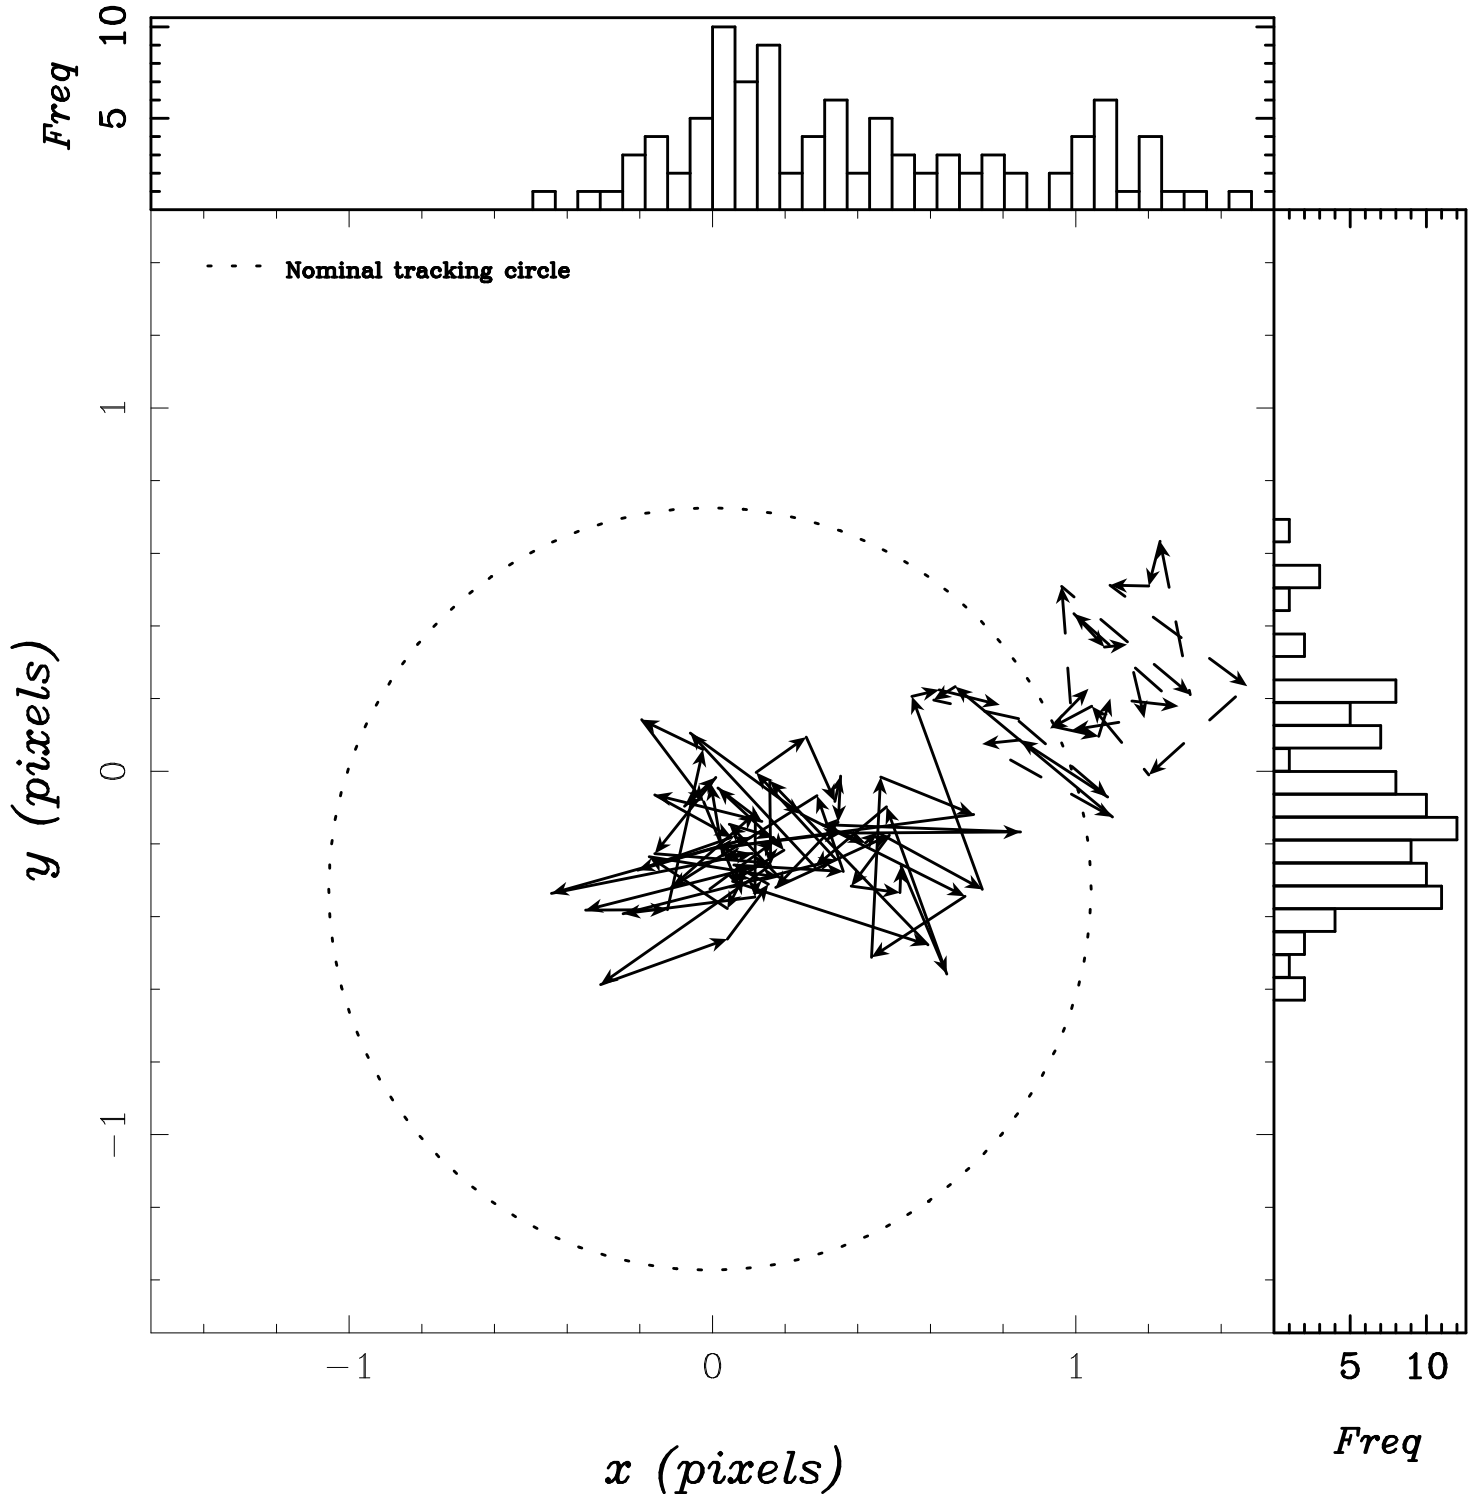 Freq
10
5
Nominal tracking circle
1
0
−1
y (pixels)
−1 0 1
x (pixels)
5 10
Freq